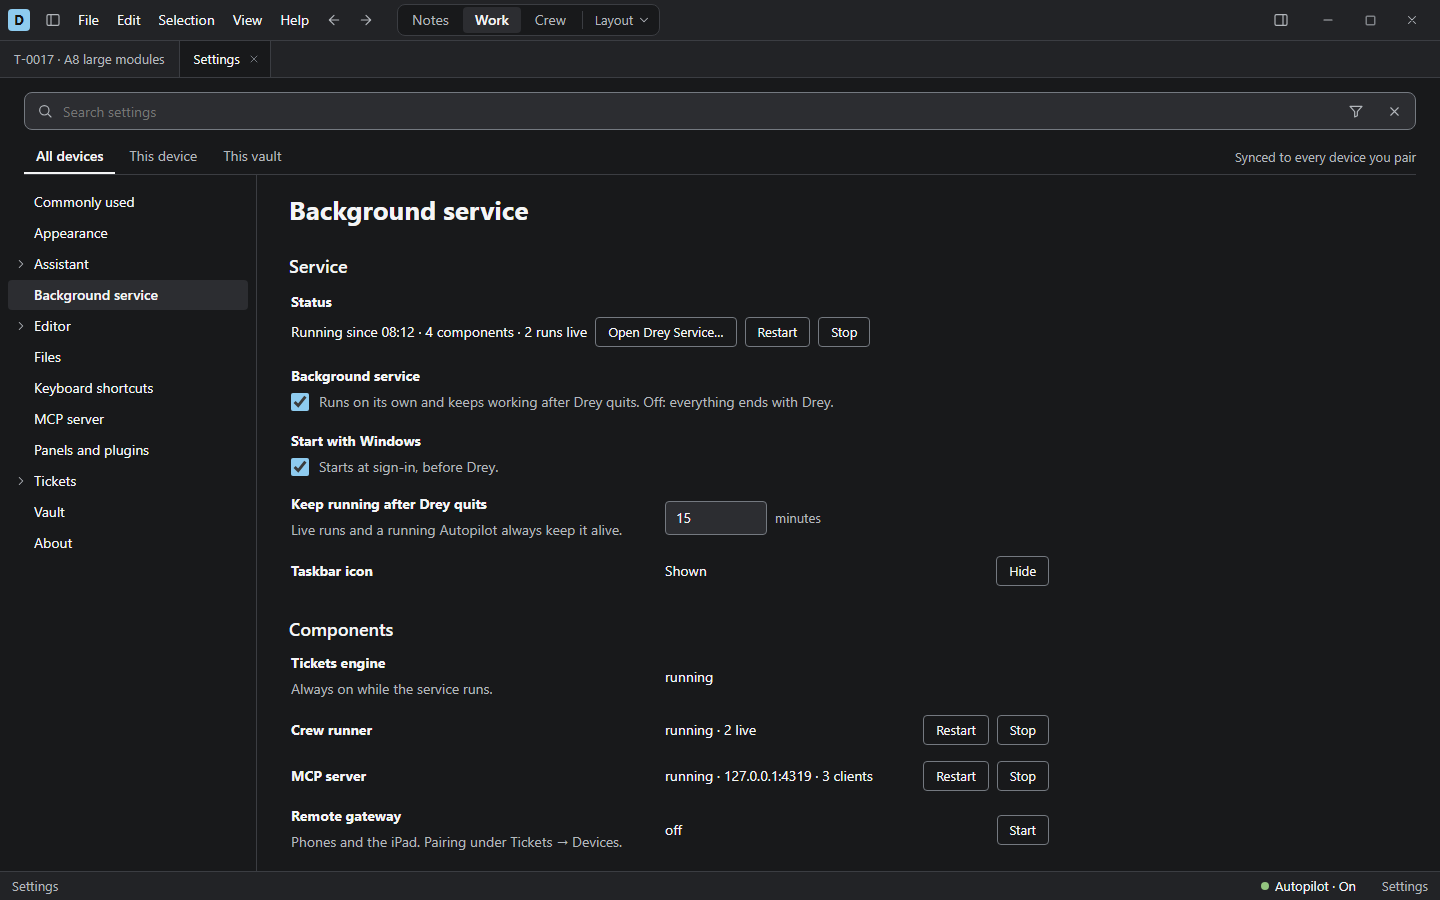 D File Edit Selection View Help Notes Work Crew Layout
T-0017 · A8 large modules Settings
Search settings
All devices This device This vault Synced to every device you pair
Commonly used
Appearance
Assistant
Background service
Editor
Files
Keyboard shortcuts
MCP server
Panels and plugins
Tickets
Vault
About
Background service
Service
Status
Running since 08:12 · 4 components · 2 runs live Open Drey Service... Restart Stop
Background service
Runs on its own and keeps working after Drey quits. Off: everything ends with Drey.
Start with Windows
Starts at sign-in, before Drey.
Keep running after Drey quits
Live runs and a running Autopilot always keep it alive.
15 minutes
Taskbar icon Shown Hide
Components
Tickets engine
Always on while the service runs.
running
Crew runner running · 2 live Restart Stop
MCP server running · 127.0.0.1:4319 · 3 clients Restart Stop
Remote gateway
Phones and the iPad. Pairing under Tickets → Devices.
off Start
Settings Autopilot · On Settings